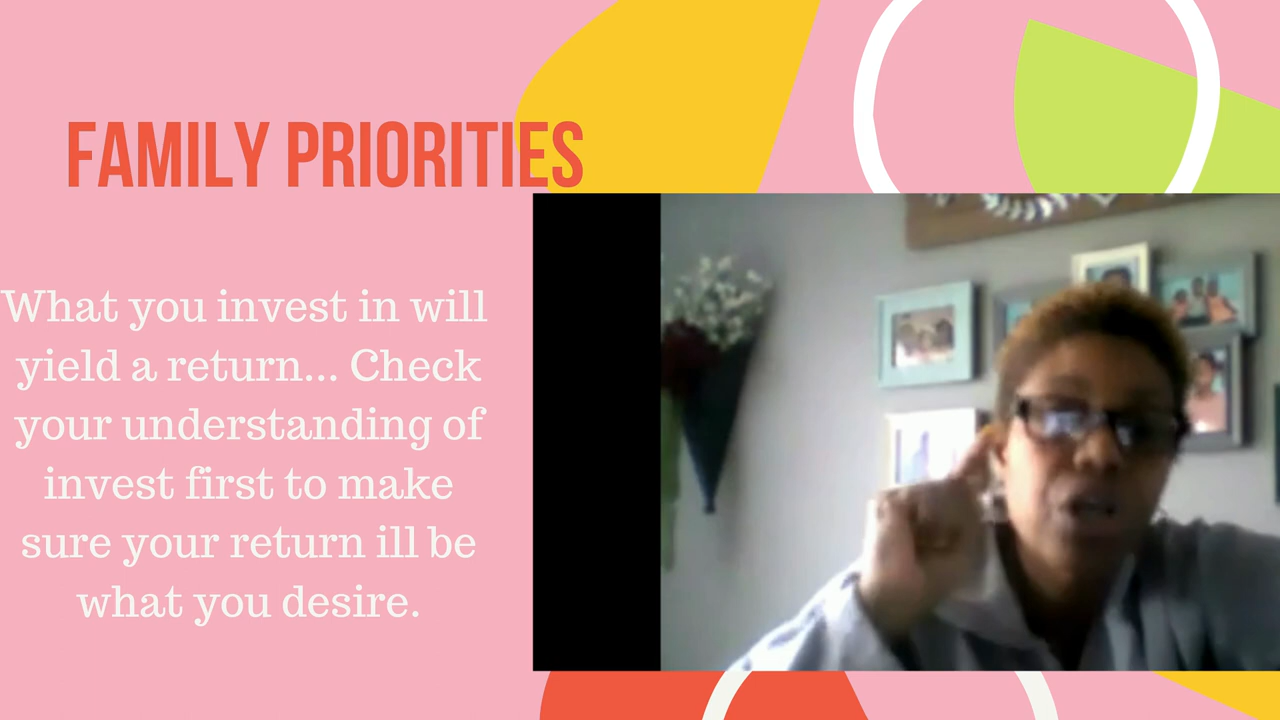 FAMILY PRIORITIES
What you invest in will
yield a return... Check
your understanding of
invest first to make
sure your return ill be
what you desire.